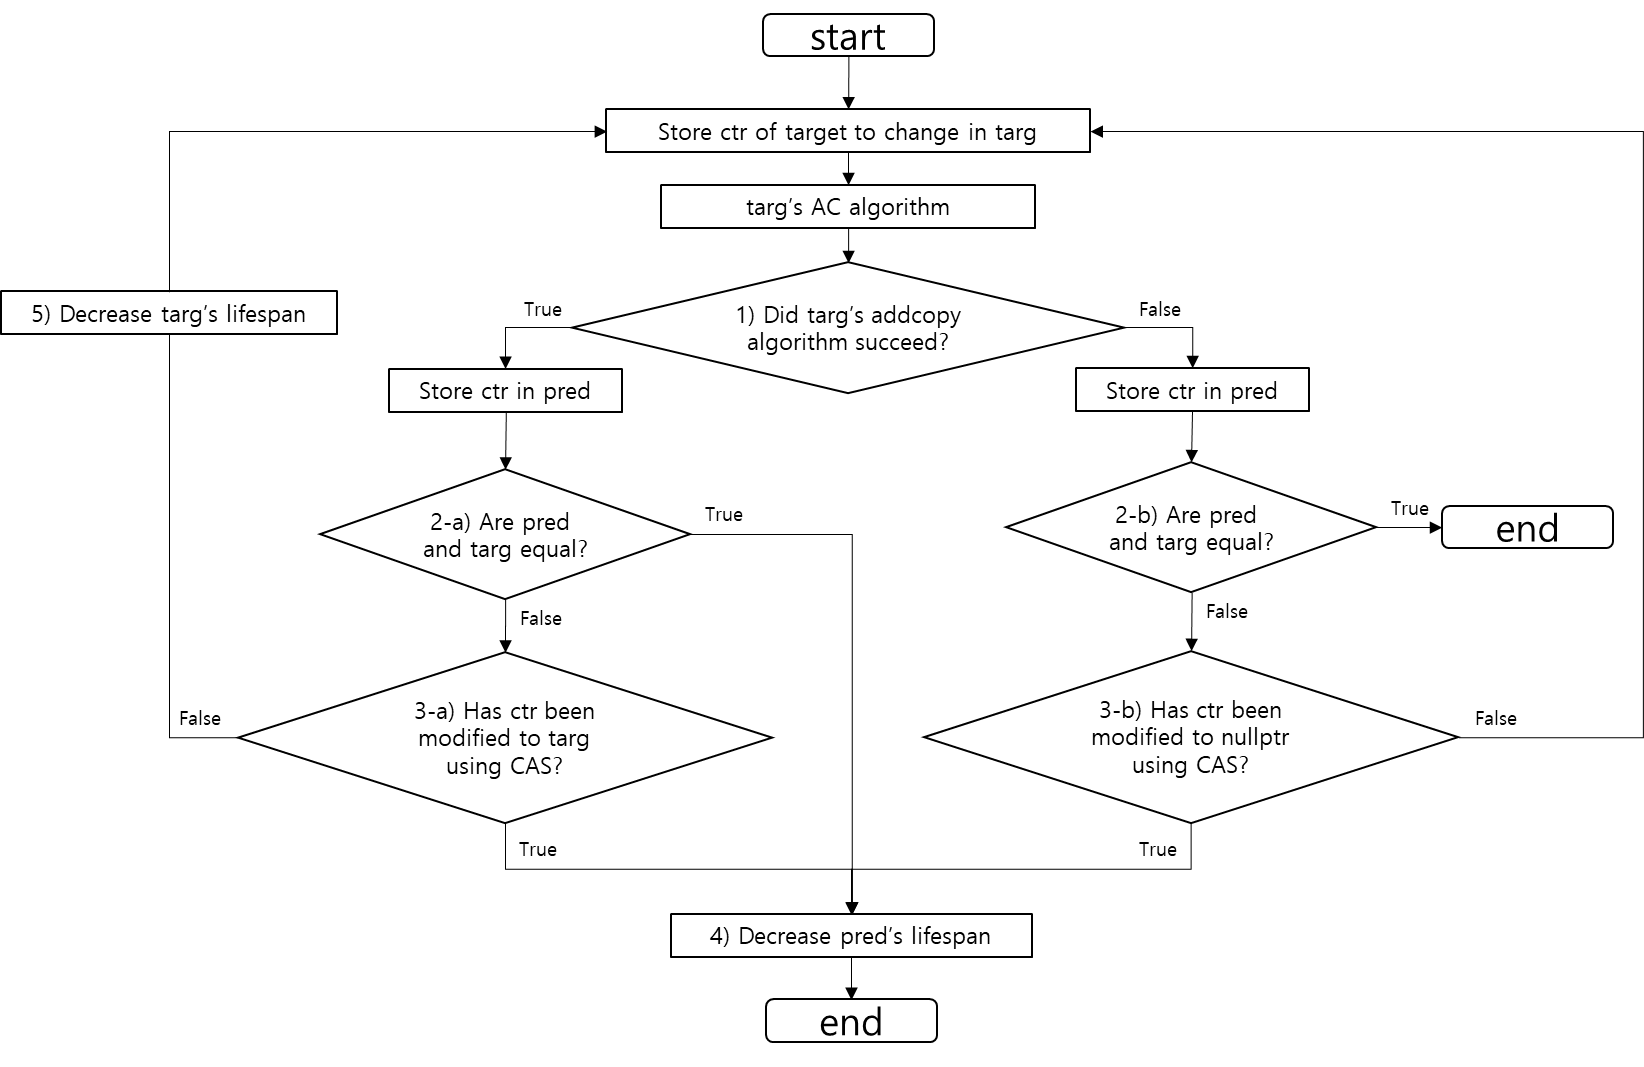 start
Store ctr of target to change in targ
targ's AC algorithm
1) Did targ's addcopy
algorithm succeed?
True
False
5) Decrease targ's lifespan
Store ctr in pred
Store ctr in pred
2-a) Are pred
and targ equal?
True
2-b) Are pred
and targ equal?
True
end
False
False
3-a) Has ctr been
modified to targ
using CAS?
False
3-b) Has ctr been
modified to nullptr
using CAS?
False
True
True
4) Decrease pred's lifespan
end